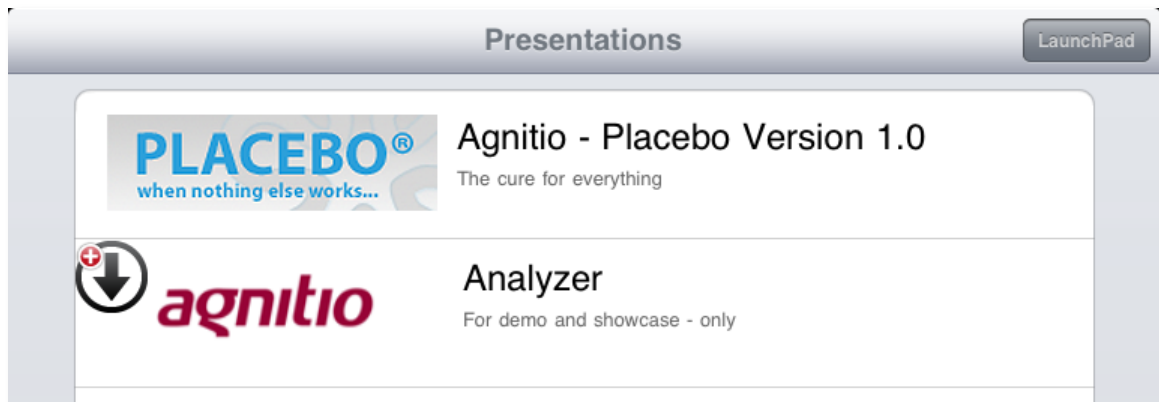 Presentations
LaunchPad
PLACEBO®
when nothing else works...
Agnitio - Placebo Version 1.0
The cure for everything
agnitio
Analyzer
For demo and showcase - only